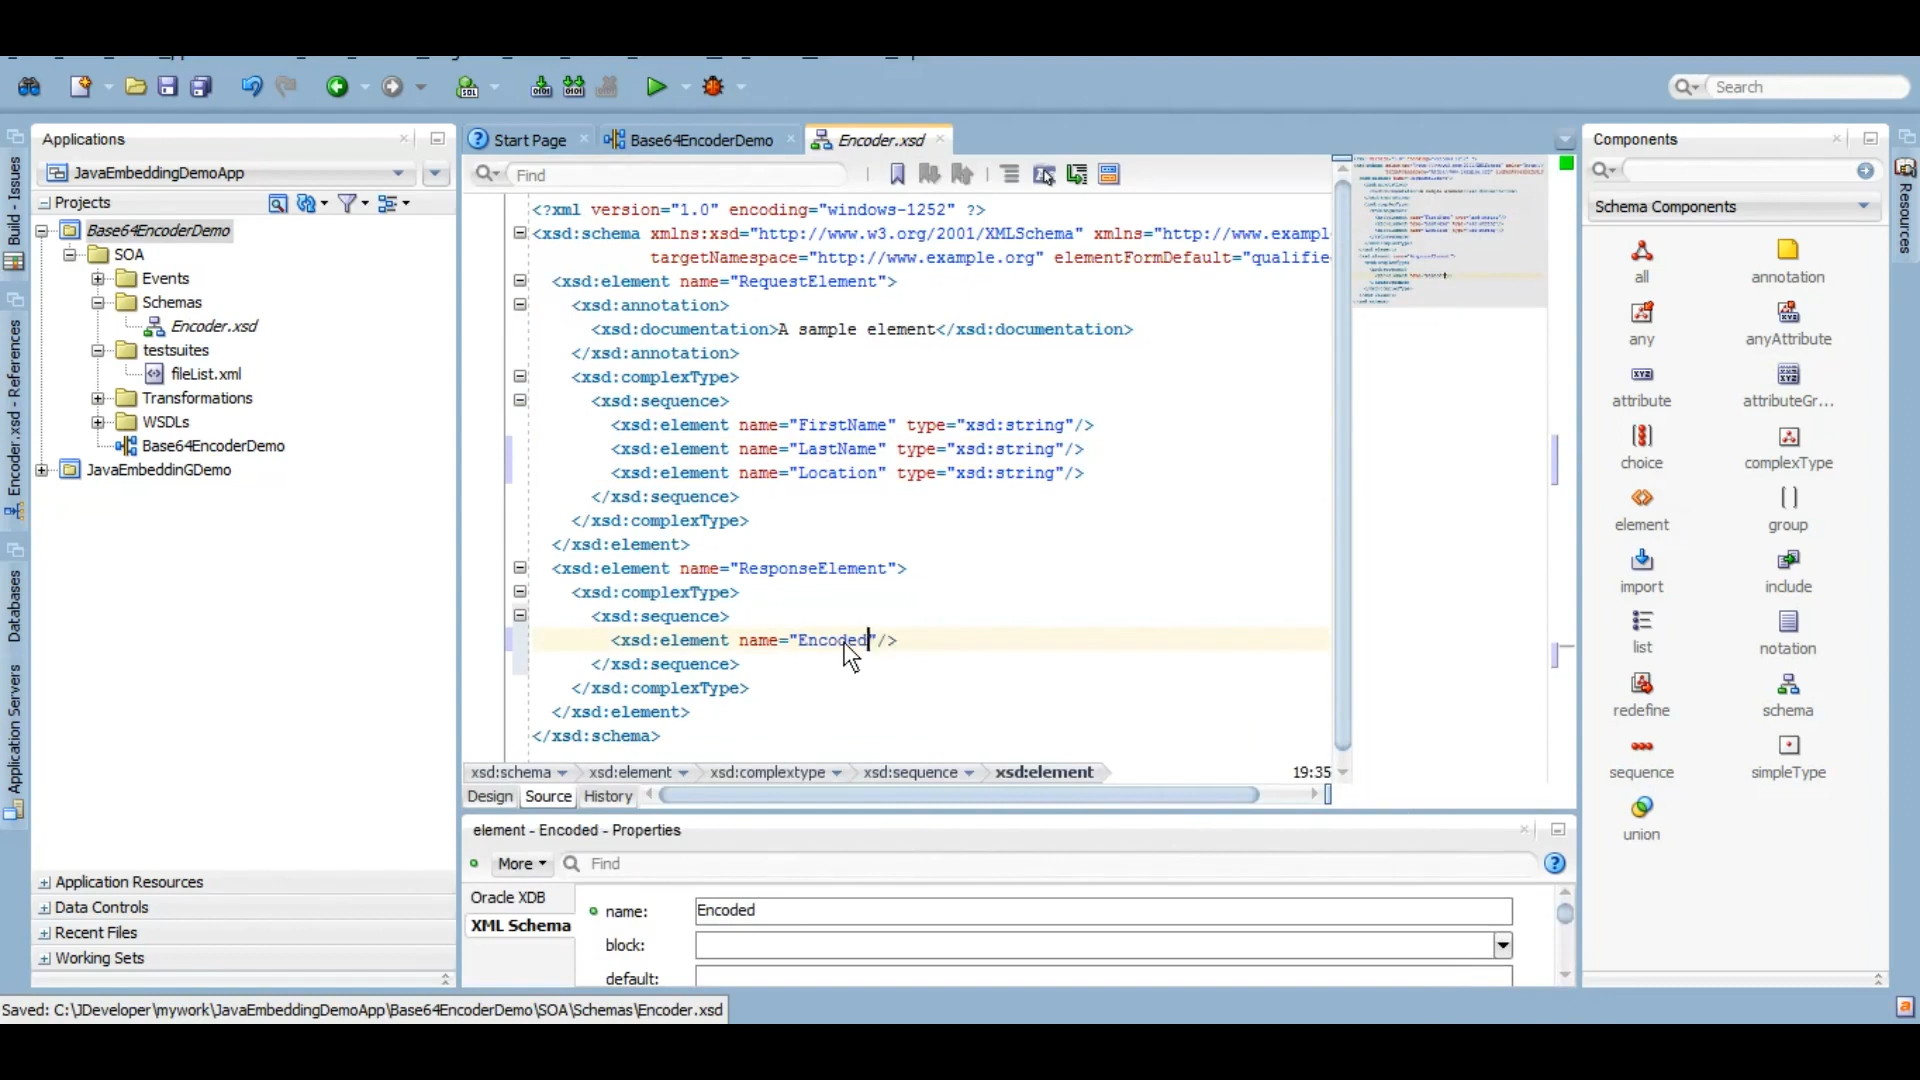 Search
Applications
Start Page
Base64EncoderDemo
Encoder.xsd
Components
JavaEmbeddingDemoApp
Find
Projects
Schema Components
Base64EncoderDemo
SOA
Events
Schemas
Encoder.xsd
testsuites
fileList.xml
Transformations
WSDLs
Base64EncoderDemo
JavaEmbeddinGDemo
Build - Issues
Encoder.xsd - References
Databases
Application Servers
Resources
<?xml version="1.0" encoding="windows-1252" ?>
<xsd:schema xmlns:xsd="http://www.w3.org/2001/XMLSchema" xmlns="http://www.exampl
targetNamespace="http://www.example.org" elementFormDefault="qualifie
<xsd:element name="RequestElement">
<xsd:annotation>
<xsd:documentation>A sample element</xsd:documentation>
</xsd:annotation>
<xsd:complexType>
<xsd:sequence>
<xsd:element name="FirstName" type="xsd:string"/>
<xsd:element name="LastName" type="xsd:string"/>
<xsd:element name="Location" type="xsd:string"/>
</xsd:sequence>
</xsd:complexType>
</xsd:element>
<xsd:element name="ResponseElement">
<xsd:complexType>
<xsd:sequence>
<xsd:element name="Encoded"/>
</xsd:sequence>
</xsd:complexType>
</xsd:element>
</xsd:schema>
xsd:schema xsd:element xsd:complextype xsd:sequence xsd:element 19:35
Design Source History
all annotation
any anyAttribute
attribute attributeGr...
choice complexType
element group
import include
list notation
redefine schema
sequence simpleType
union
element - Encoded - Properties
More Find
Oracle XDB
XML Schema
name: Encoded
block:
default:
Application Resources
Data Controls
Recent Files
Working Sets
Saved: C:\JDeveloper\mywork\JavaEmbeddingDemoApp\Base64EncoderDemo\SOA\Schemas\Encoder.xsd